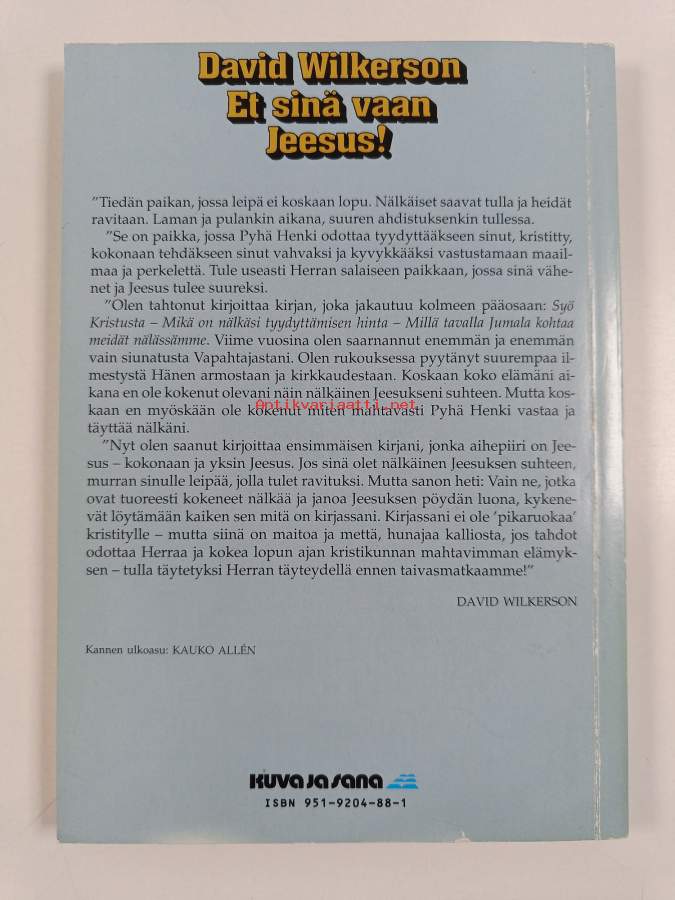 David Wilkerson
Et sinä vaan
Jeesus!
”Tiedän paikan, jossa leipä ei koskaan lopu. Nälkäiset saavat tulla ja heidät
ravitaan. Laman ja pulankin aikana, suuren ahdistuksenkin tullessa.
”Se on paikka, jossa Pyhä Henki odottaa tyydyttääkseen sinut, kristitty,
kokonaan tehdäkseen sinut vahvaksi ja kyvykkääksi vastustamaan maail-
maa ja perkelettä. Tule useasti Herran salaiseen paikkaan, jossa sinä vähe-
net ja Jeesus tulee suureksi.
”Olen tahtonut kirjoittaa kirjan, joka jakautuu kolmeen pääosaan: Syö
Kristusta – Mikä on nälkäsi tyydyttämisen hinta – Millä tavalla Jumala kohtaa
meidät nälässämme. Viime vuosina olen saarnannut enemmän ja enemmän
vain siunatusta Vapahtajastani. Olen rukouksessa pyytänyt suurempaa il-
mestystä Hänen armostaan ja kirkkaudestaan. Koskaan koko elämäni ai-
kana en ole kokenut olevani näin nälkäinen Jeesukseni suhteen. Mutta kos-
kaan en myöskään ole kokenut miten mahtavasti Pyhä Henki vastaa ja
täyttää nälkäni.
Antikvariaatti.net
”Nyt olen saanut kirjoittaa ensimmäisen kirjani, jonka aihepiiri on Jee-
sus – kokonaan ja yksin Jeesus. Jos sinä olet nälkäinen Jeesuksen suhteen,
murran sinulle leipää, jolla tulet ravituksi. Mutta sanon heti: Vain ne, jotka
ovat tuoreesti kokeneet nälkää ja janoa Jeesuksen pöydän luona, kykene-
vät löytämään kaiken sen mitä on kirjassani. Kirjassani ei ole ’pikaruokaa’
kristitylle – mutta siinä on maitoa ja mettä, hunajaa kalliosta, jos tahdot
odottaa Herraa ja kokea lopun ajan kristikunnan mahtavimman elämyk-
sen – tulla täytetyksi Herran täyteydellä ennen taivasmatkaamme!”
DAVID WILKERSON
Kannen ulkoasu: KAUKO ALLÉN
Kuva ja sana
ISBN 951-9204-88-1